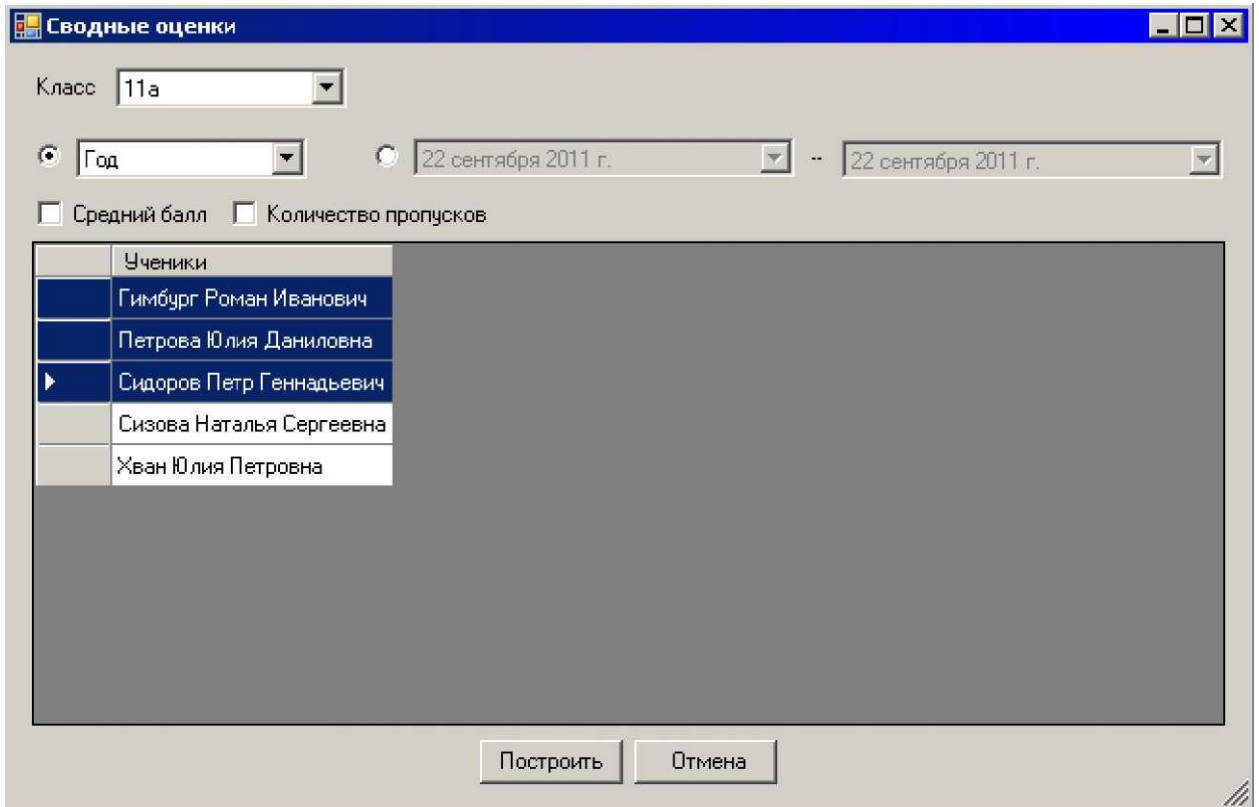 Сводные оценки
Класс 11а
Год 22 сентября 2011 г. -- 22 сентября 2011 г.
Средний балл Количество пропусков
Ученики
Гимбург Роман Иванович
Петрова Юлия Даниловна
Сидоров Петр Геннадьевич
Сизова Наталья Сергеевна
Хван Юлия Петровна
Построить Отмена